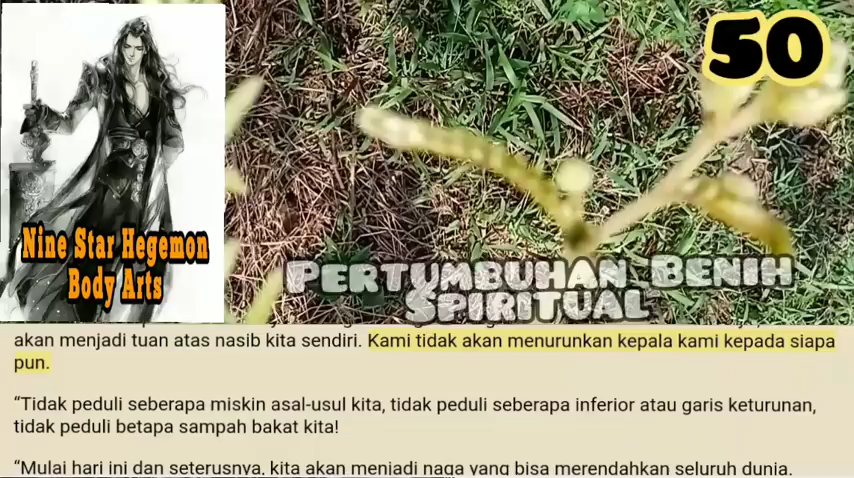 50
Nine Star Hegemon
Body Arts
PERTUMBUHAN BENIH
SPIRITUAL
akan menjadi tuan atas nasib kita sendiri. Kami tidak akan menurunkan kepala kami kepada siapa
pun.
“Tidak peduli seberapa miskin asal-usul kita, tidak peduli seberapa inferior atau garis keturunan,
tidak peduli betapa sampah bakat kita!
“Mulai hari ini dan seterusnya, kita akan menjadi naga yang bisa merendahkan seluruh dunia.